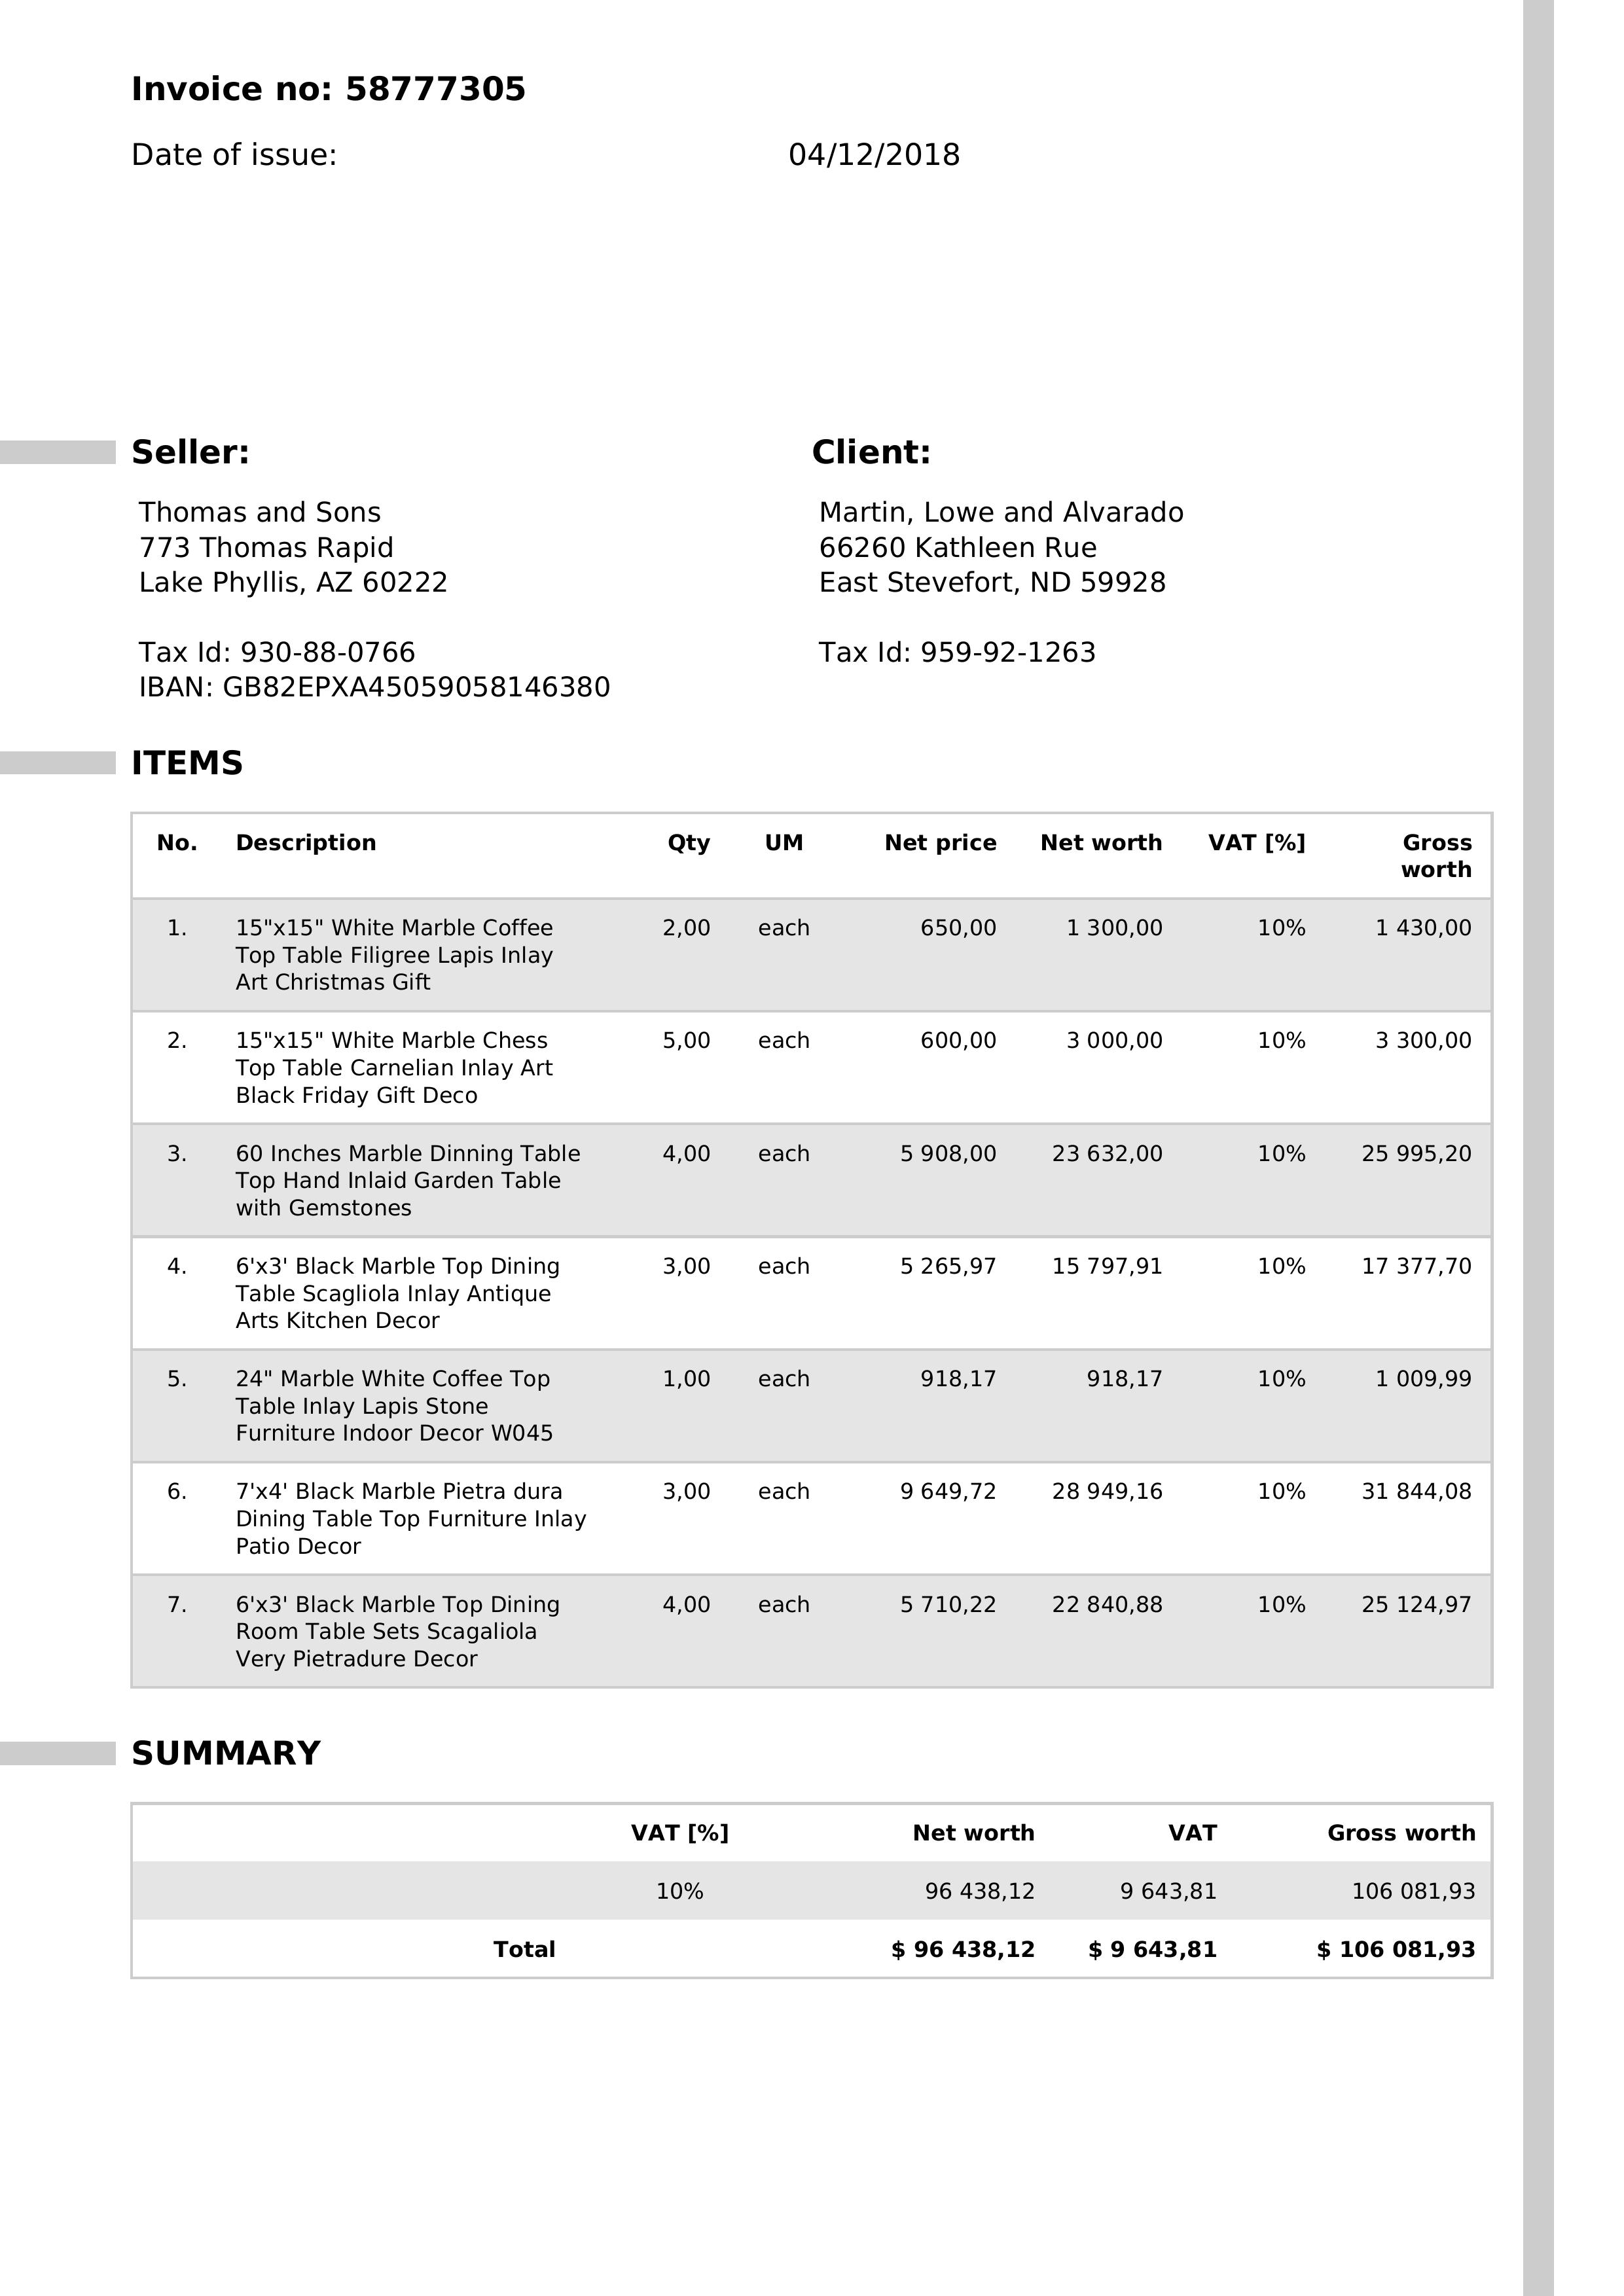 Invoice no: 58777305
Date of issue: 04/12/2018
Seller:
Thomas and Sons
773 Thomas Rapid
Lake Phyllis, AZ 60222
Tax Id: 930-88-0766
IBAN: GB82EPXA45059058146380
Client:
Martin, Lowe and Alvarado
66260 Kathleen Rue
East Stevefort, ND 59928
Tax Id: 959-92-1263
ITEMS
No. Description Qty UM Net price Net worth VAT [%] Gross
worth
1. 15"x15" White Marble Coffee 2,00 each 650,00 1 300,00 10% 1 430,00
Top Table Filigree Lapis Inlay
Art Christmas Gift
2. 15"x15" White Marble Chess 5,00 each 600,00 3 000,00 10% 3 300,00
Top Table Carnelian Inlay Art
Black Friday Gift Deco
3. 60 Inches Marble Dinning Table 4,00 each 5 908,00 23 632,00 10% 25 995,20
Top Hand Inlaid Garden Table
with Gemstones
4. 6'x3' Black Marble Top Dining 3,00 each 5 265,97 15 797,91 10% 17 377,70
Table Scagliola Inlay Antique
Arts Kitchen Decor
5. 24" Marble White Coffee Top 1,00 each 918,17 918,17 10% 1 009,99
Table Inlay Lapis Stone
Furniture Indoor Decor W045
6. 7'x4' Black Marble Pietra dura 3,00 each 9 649,72 28 949,16 10% 31 844,08
Dining Table Top Furniture Inlay
Patio Decor
7. 6'x3' Black Marble Top Dining 4,00 each 5 710,22 22 840,88 10% 25 124,97
Room Table Sets Scagaliola
Very Pietradure Decor
SUMMARY
VAT [%] Net worth VAT Gross worth
10% 96 438,12 9 643,81 106 081,93
Total $ 96 438,12 $ 9 643,81 $ 106 081,93